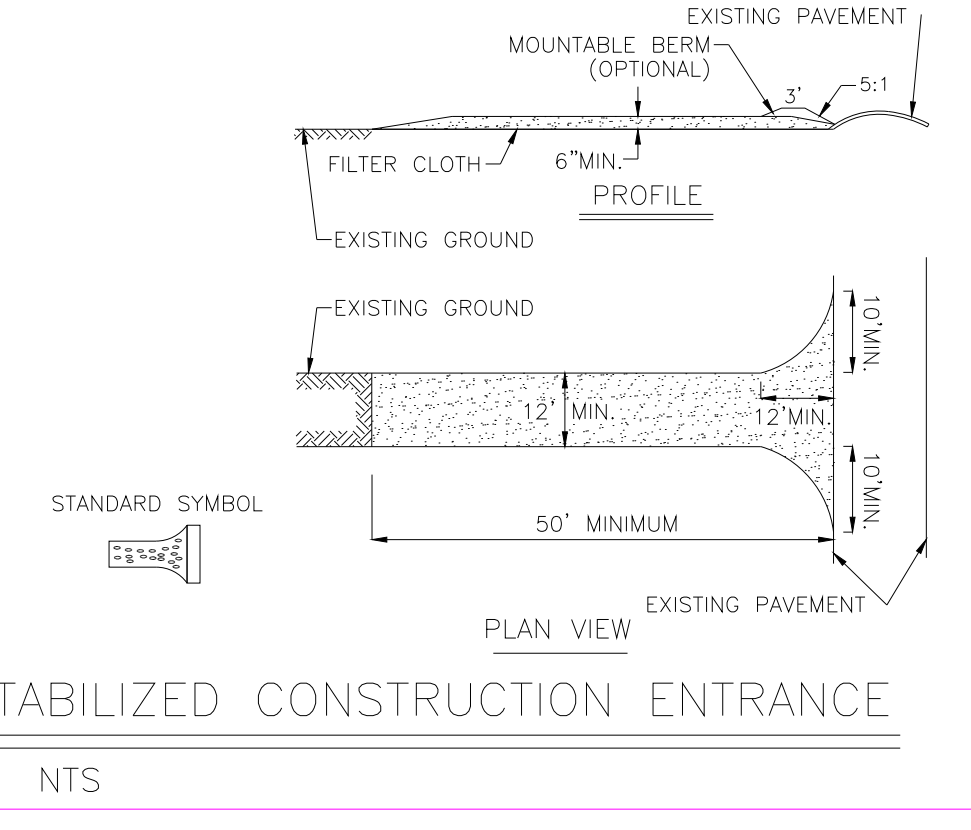 EXISTING PAVEMENT
MOUNTABLE BERM
(OPTIONAL)
3'
5:1
FILTER CLOTH
6"MIN.
PROFILE
EXISTING GROUND
EXISTING GROUND
10'MIN.
12' MIN.
12'MIN.
10'MIN.
STANDARD SYMBOL
50' MINIMUM
EXISTING PAVEMENT
PLAN VIEW
TABILIZED CONSTRUCTION ENTRANCE
NTS